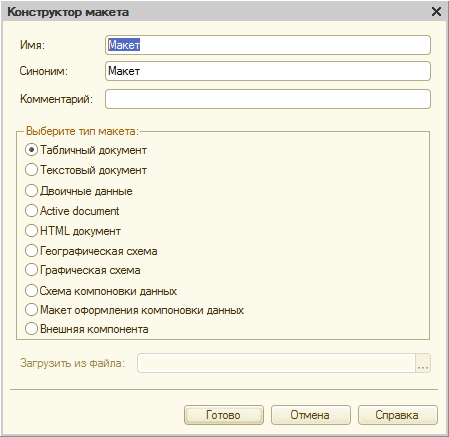 Конструктор макета
Имя: Макет
Синоним: Макет
Комментарий:
Выберите тип макета:
Табличный документ
Текстовый документ
Двоичные данные
Active document
HTML документ
Географическая схема
Графическая схема
Схема компоновки данных
Макет оформления компоновки данных
Внешняя компонента
Загрузить из файла: ...
Готово Отмена Справка